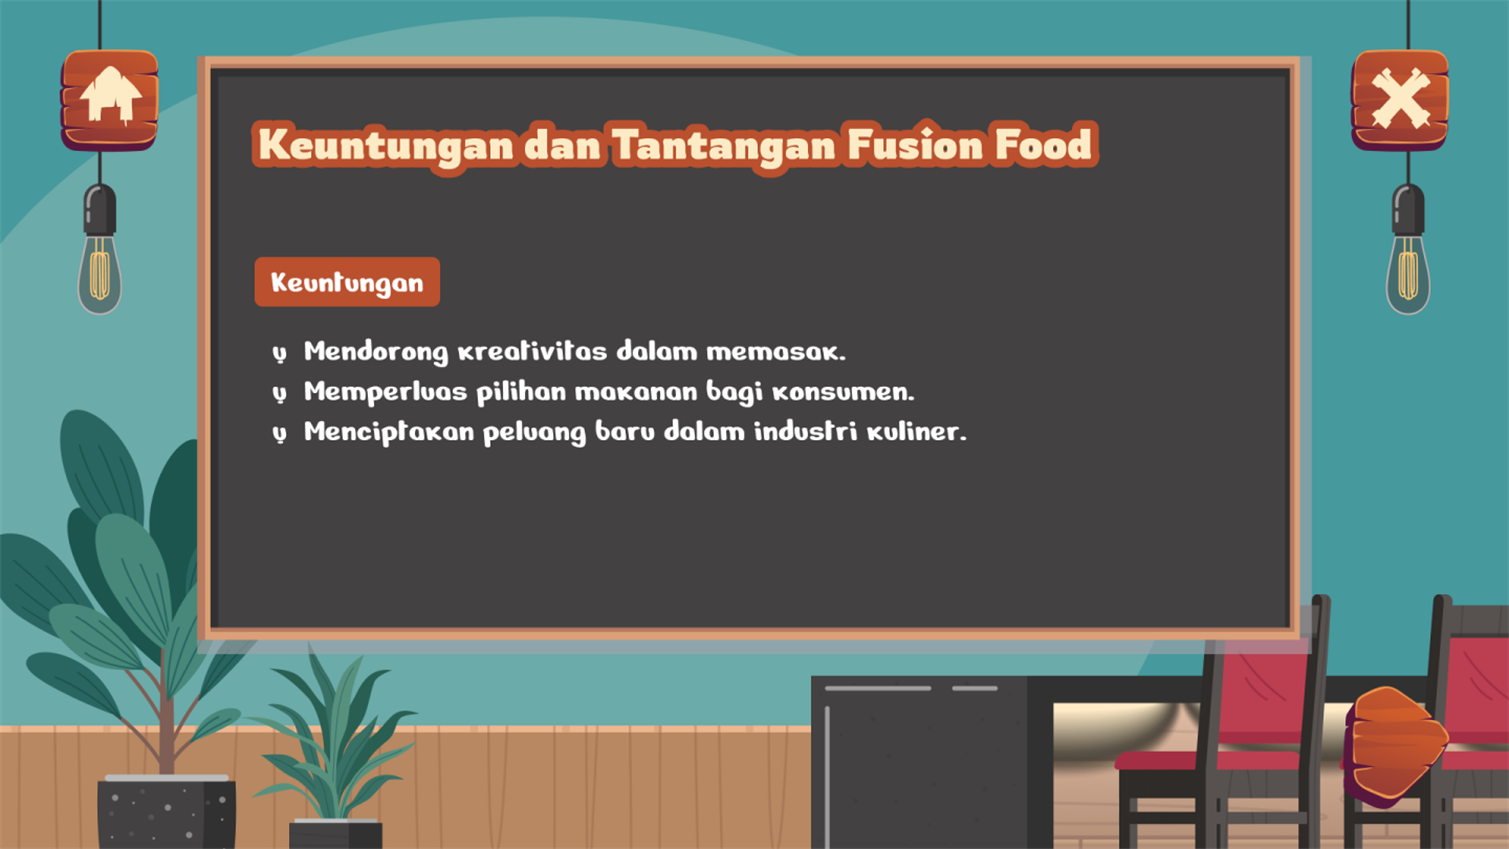 Keuntungan dan Tantangan Fusion Food
Keuntungan
ỵ Mendorong kreativitas dalam memasak.
ỵ Memperluas pilihan makanan bagi konsumen.
ỵ Menciptakan peluang baru dalam industri kuliner.